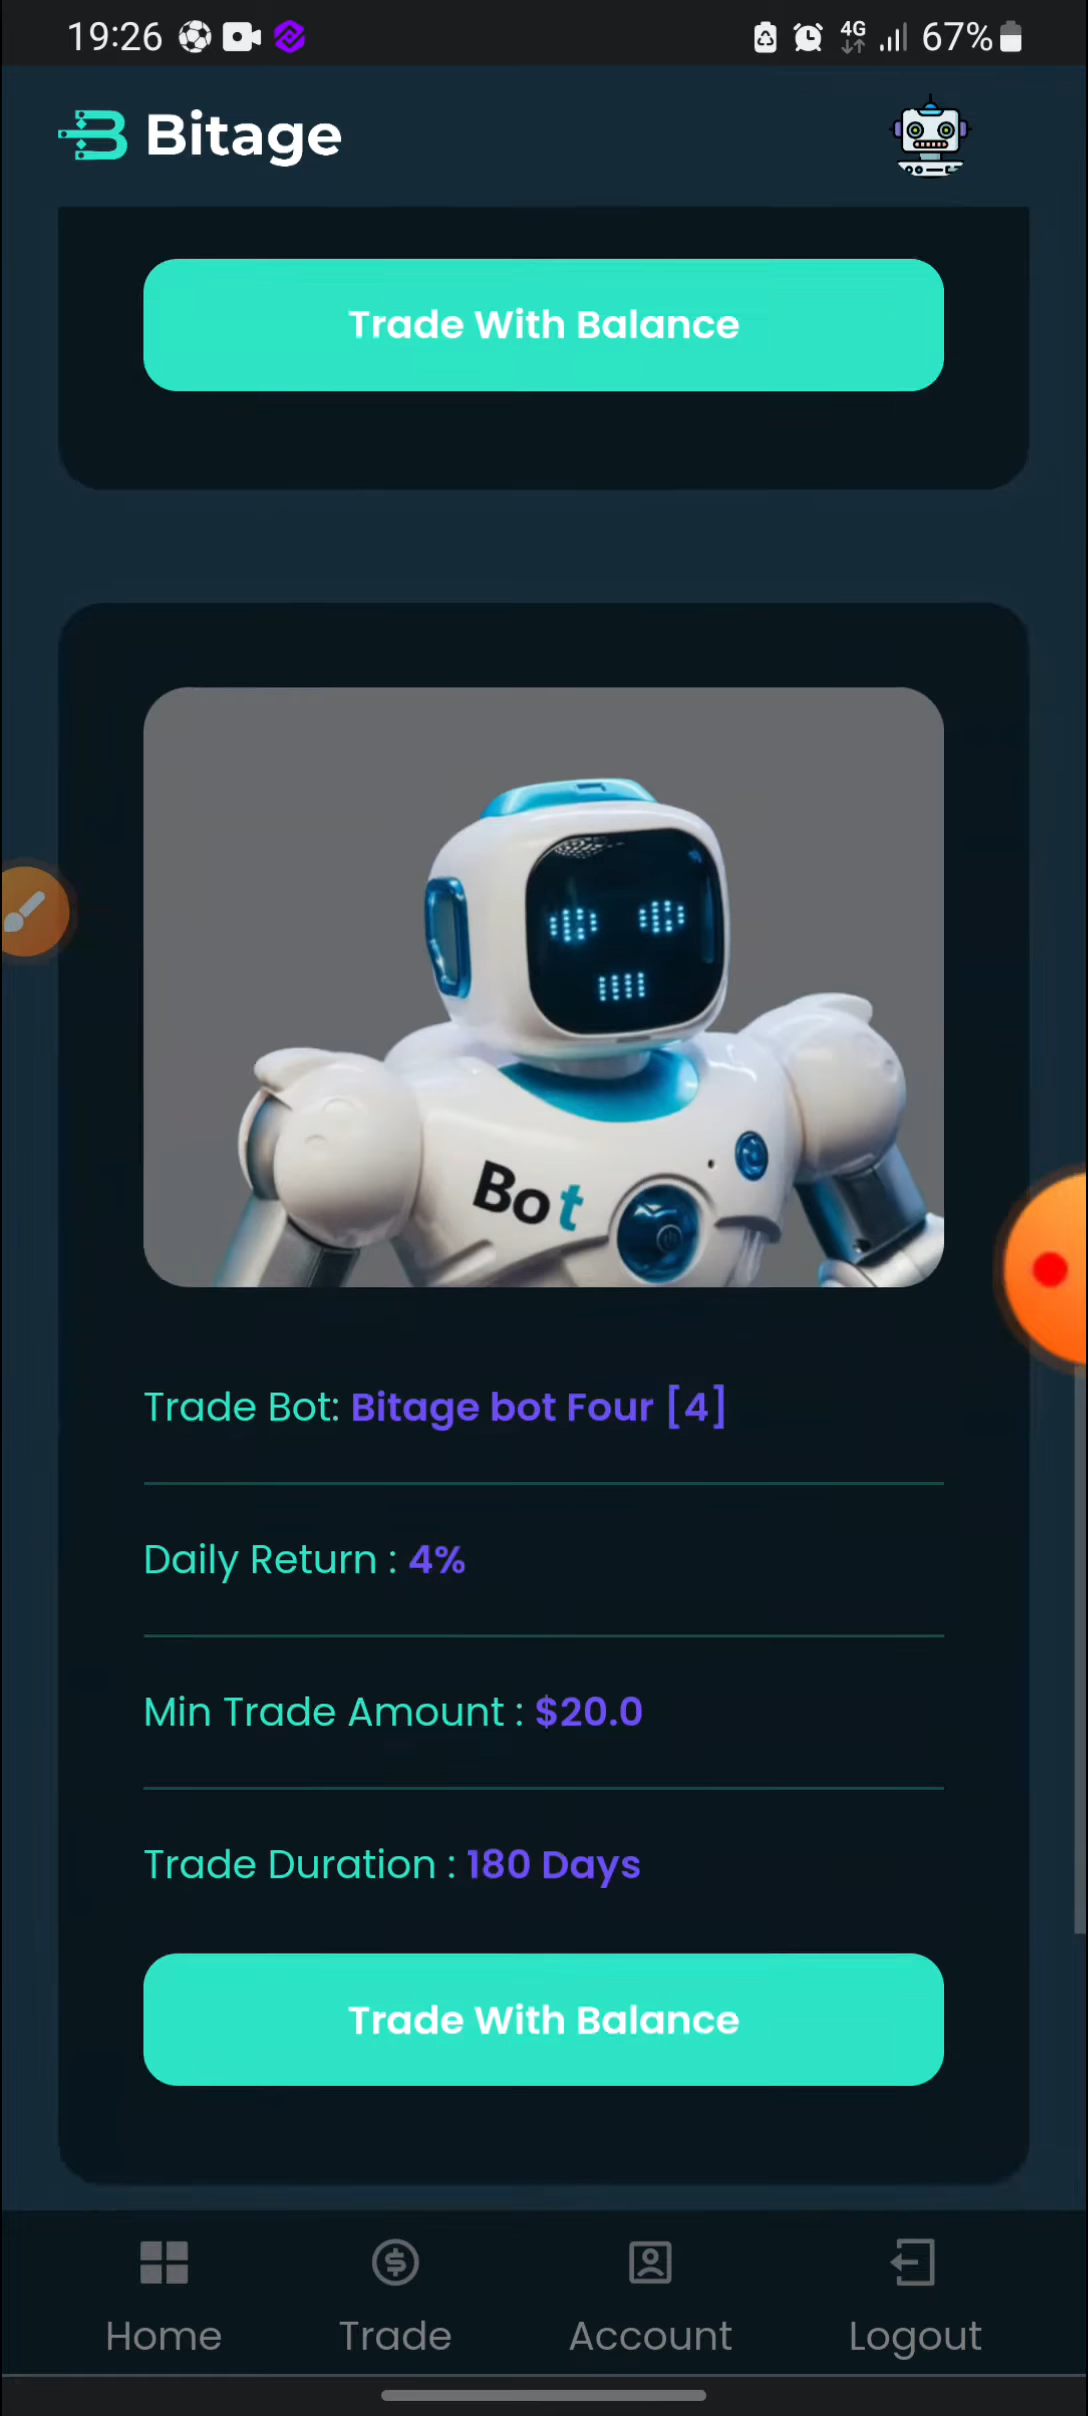 19:26
4G
67%
Bitage
Trade With Balance
Bot
Trade Bot: Bitage bot Four [4]
Daily Return : 4%
Min Trade Amount : $20.0
Trade Duration : 180 Days
Trade With Balance
Home
Trade
Account
Logout